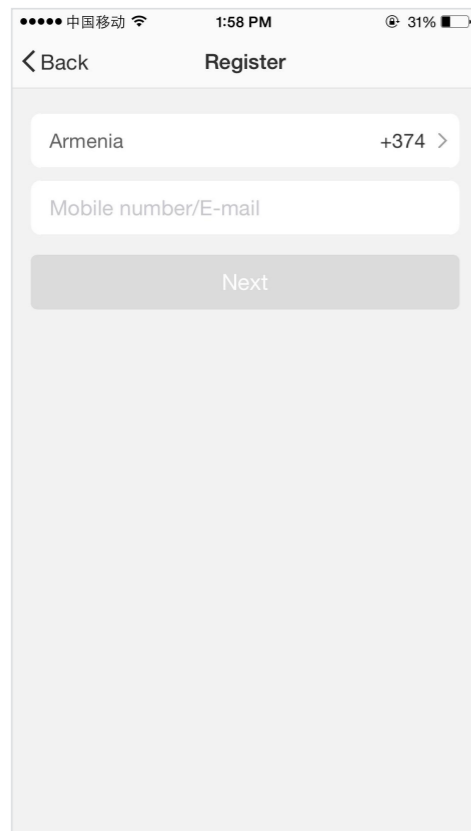 中国移动 1:58 PM 31%
Back Register
Armenia +374
Mobile number/E-mail
Next